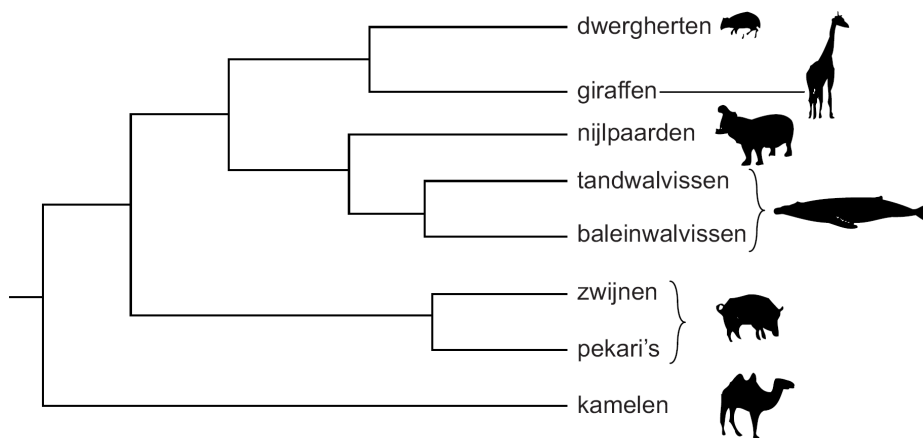 dwergherten
giraffen
nijlpaarden
tandwalvissen
baleinwalvissen
zwijnen
pekari's
kamelen